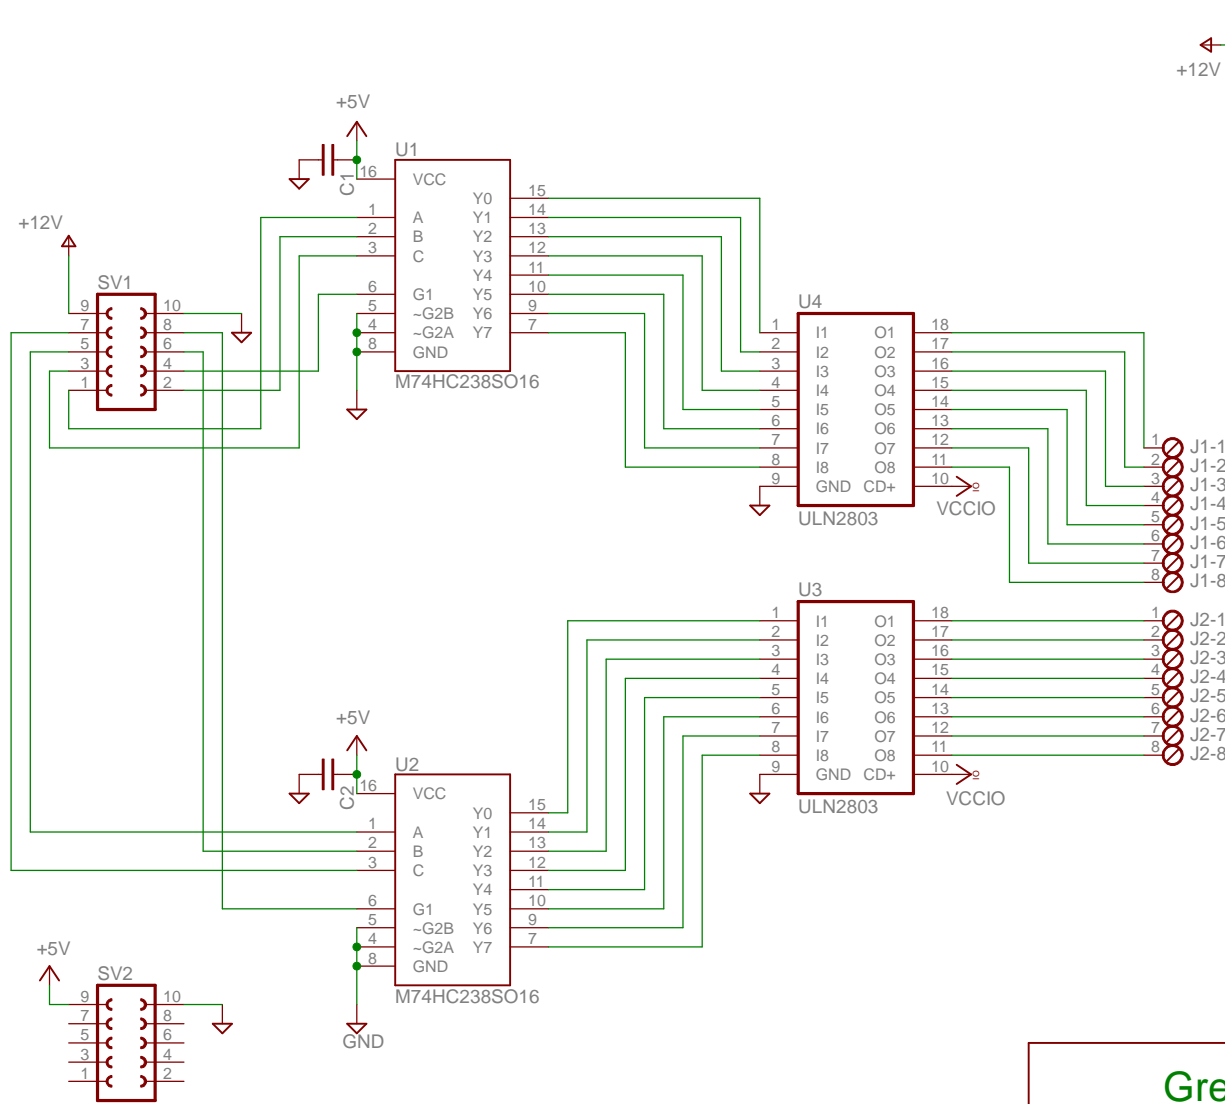 +12V
+5V
C1
U1
16 VCC
Y0 15
1 A Y1 14
2 B Y2 13
3 C Y3 12
Y4 11
6 G1 Y5 10
5 ~G2B Y6 9
4 ~G2A Y7 7
8 GND
M74HC238SO16
+12V
SV1
9 10
7 8
5 6
3 4
1 2
U4
1 I1 O1 18
2 I2 O2 17
3 I3 O3 16
4 I4 O4 15
5 I5 O5 14
6 I6 O6 13
7 I7 O7 12
8 I8 O8 11
9 GND CD+ 10
VCCIO
ULN2803
1 J1-1
2 J1-2
3 J1-3
4 J1-4
5 J1-5
6 J1-6
7 J1-7
8 J1-8
U3
1 I1 O1 18
2 I2 O2 17
3 I3 O3 16
4 I4 O4 15
5 I5 O5 14
6 I6 O6 13
7 I7 O7 12
8 I8 O8 11
9 GND CD+ 10
VCCIO
ULN2803
1 J2-1
2 J2-2
3 J2-3
4 J2-4
5 J2-5
6 J2-6
7 J2-7
8 J2-8
+5V
C2
U2
16 VCC
Y0 15
1 A Y1 14
2 B Y2 13
3 C Y3 12
Y4 11
6 G1 Y5 10
5 ~G2B Y6 9
4 ~G2A Y7 7
8 GND
M74HC238SO16
GND
+5V
SV2
9 10
7 8
5 6
3 4
1 2
Gre